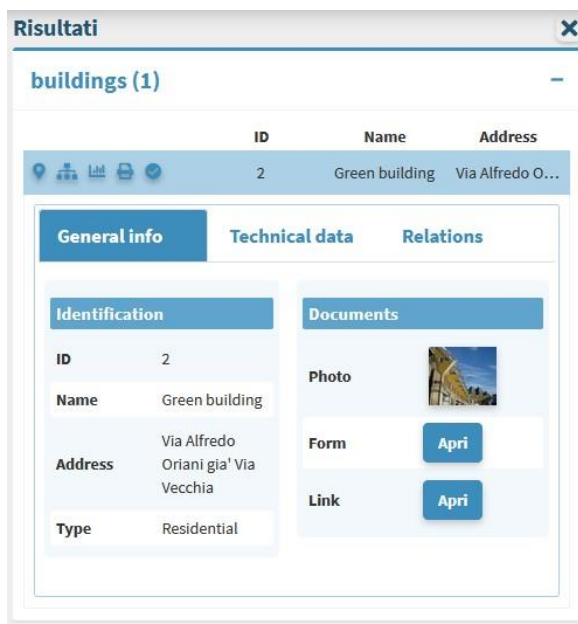 Risultati
buildings (1)
ID Name Address
2 Green building Via Alfredo O...
General info Technical data Relations
Identification
ID 2
Name Green building
Address Via Alfredo
Oriani gia' Via
Vecchia
Type Residential
Documents
Photo
Form Apri
Link Apri